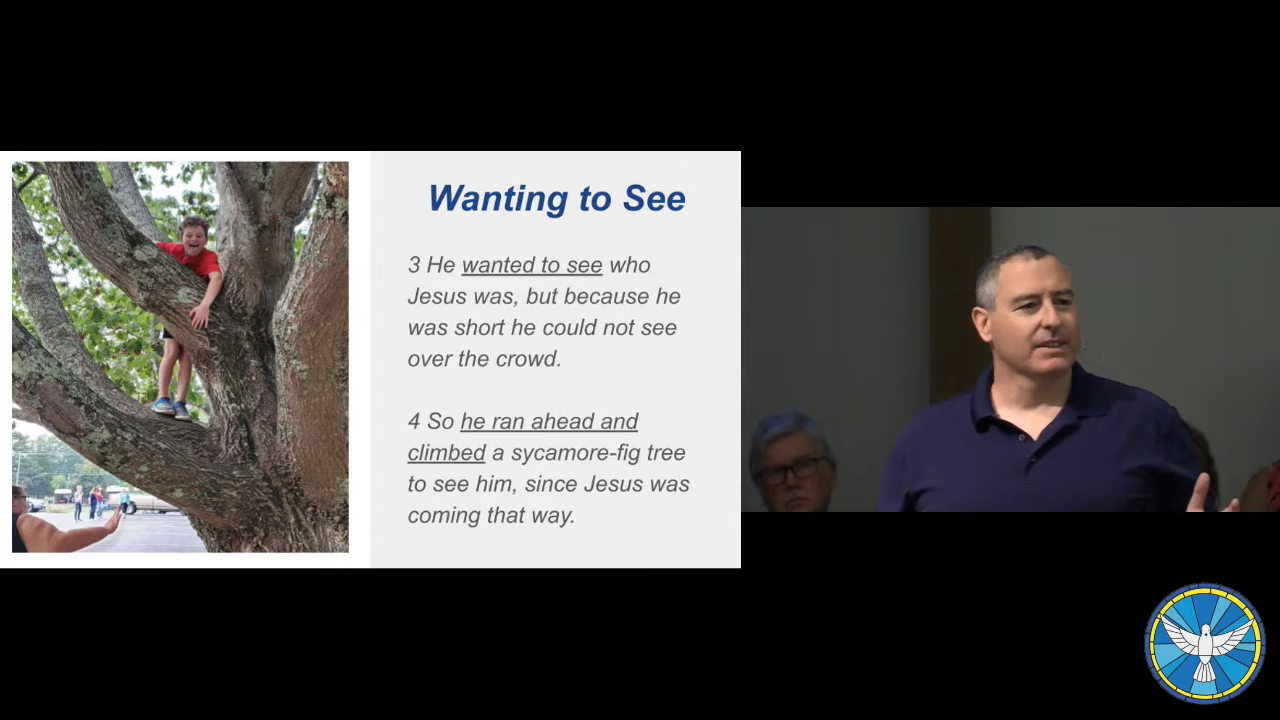 Wanting to See
3 He wanted to see who
Jesus was, but because he
was short he could not see
over the crowd.
4 So he ran ahead and
climbed a sycamore-fig tree
to see him, since Jesus was
coming that way.